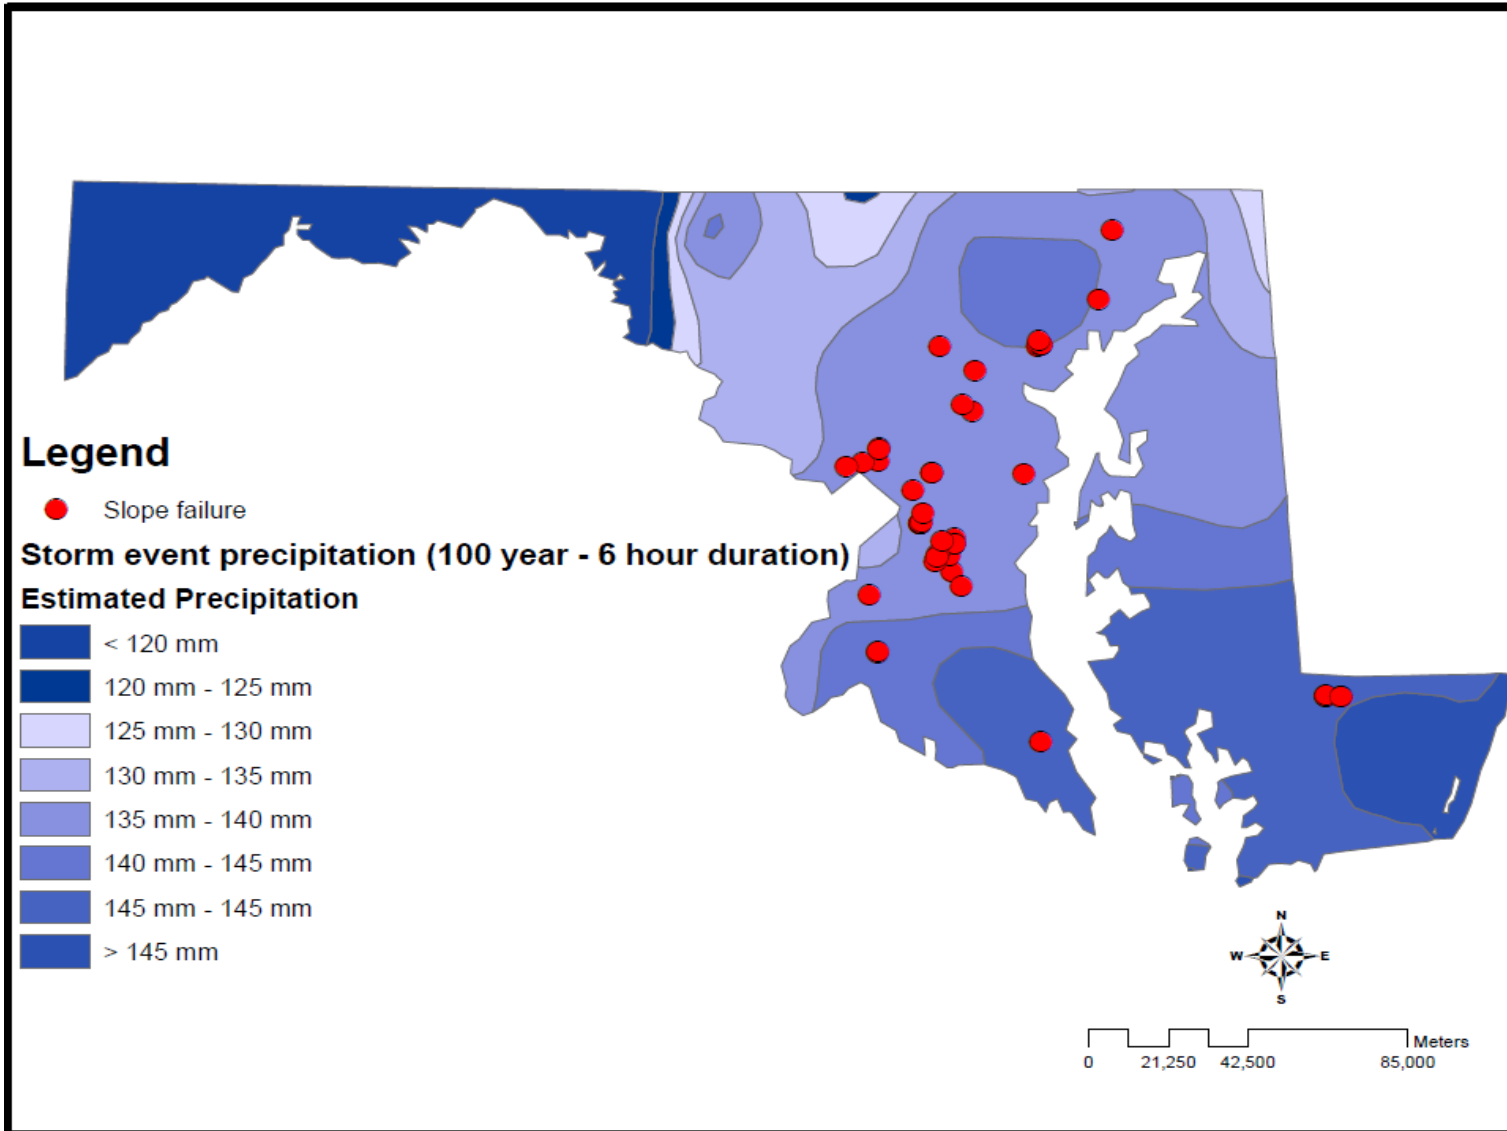 Legend
Slope failure
Storm event precipitation (100 year - 6 hour duration)
Estimated Precipitation
< 120 mm
120 mm - 125 mm
125 mm - 130 mm
130 mm - 135 mm
135 mm - 140 mm
140 mm - 145 mm
145 mm - 145 mm
> 145 mm
N
W E
S
Meters
0 21,250 42,500 85,000